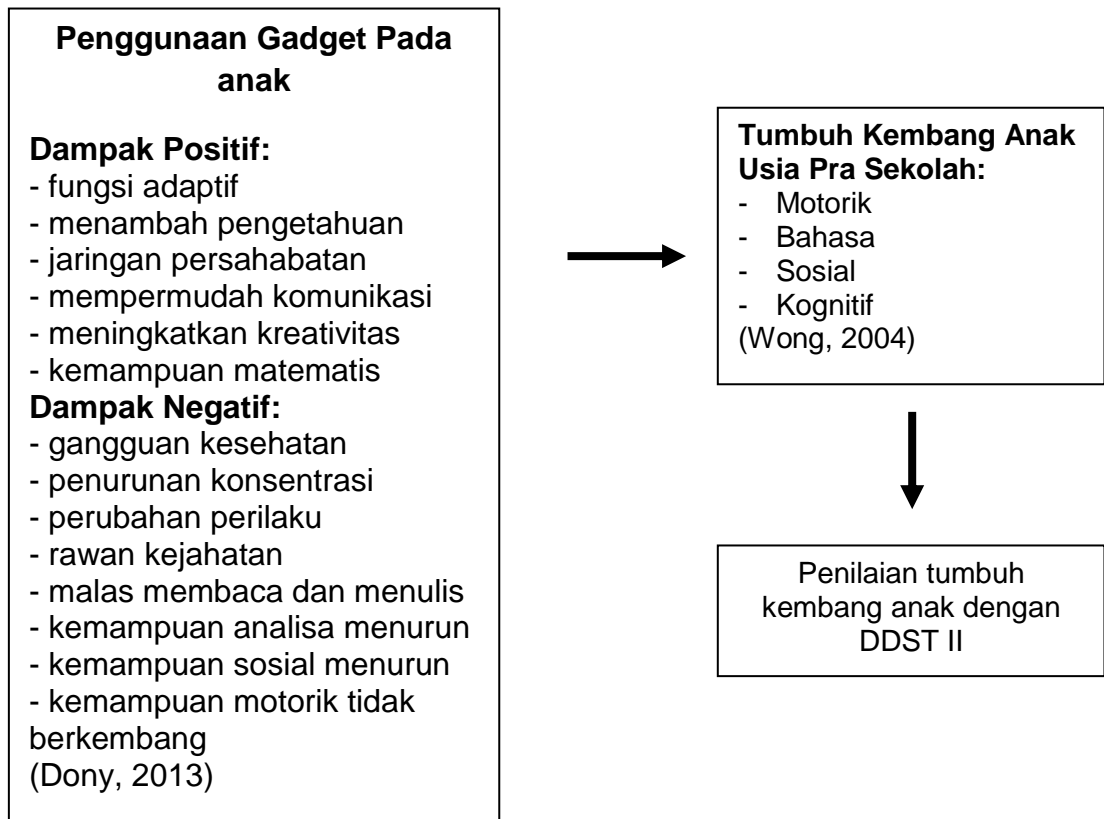 Penggunaan Gadget Pada
anak
Dampak Positif:
- fungsi adaptif
- menambah pengetahuan
- jaringan persahabatan
- mempermudah komunikasi
- meningkatkan kreativitas
- kemampuan matematis
Dampak Negatif:
- gangguan kesehatan
- penurunan konsentrasi
- perubahan perilaku
- rawan kejahatan
- malas membaca dan menulis
- kemampuan analisa menurun
- kemampuan sosial menurun
- kemampuan motorik tidak
berkembang
(Dony, 2013)
Tumbuh Kembang Anak
Usia Pra Sekolah:
- Motorik
- Bahasa
- Sosial
- Kognitif
(Wong, 2004)
Penilaian tumbuh
kembang anak dengan
DDST II